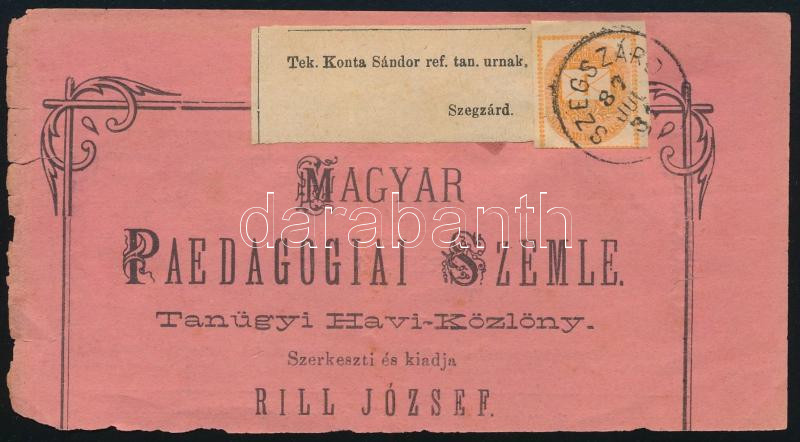 Tek. Konta Sándor ref. tan. urnak,
Szegzárd.
SZEGSZÁRD
82
JUL
31
MAGYAR
darabanth
PAEDAGOGIAI SZEMLE.
Tanügyi Havi-Közlöny.
Szerkeszti és kiadja
RILL JÓZSEF.